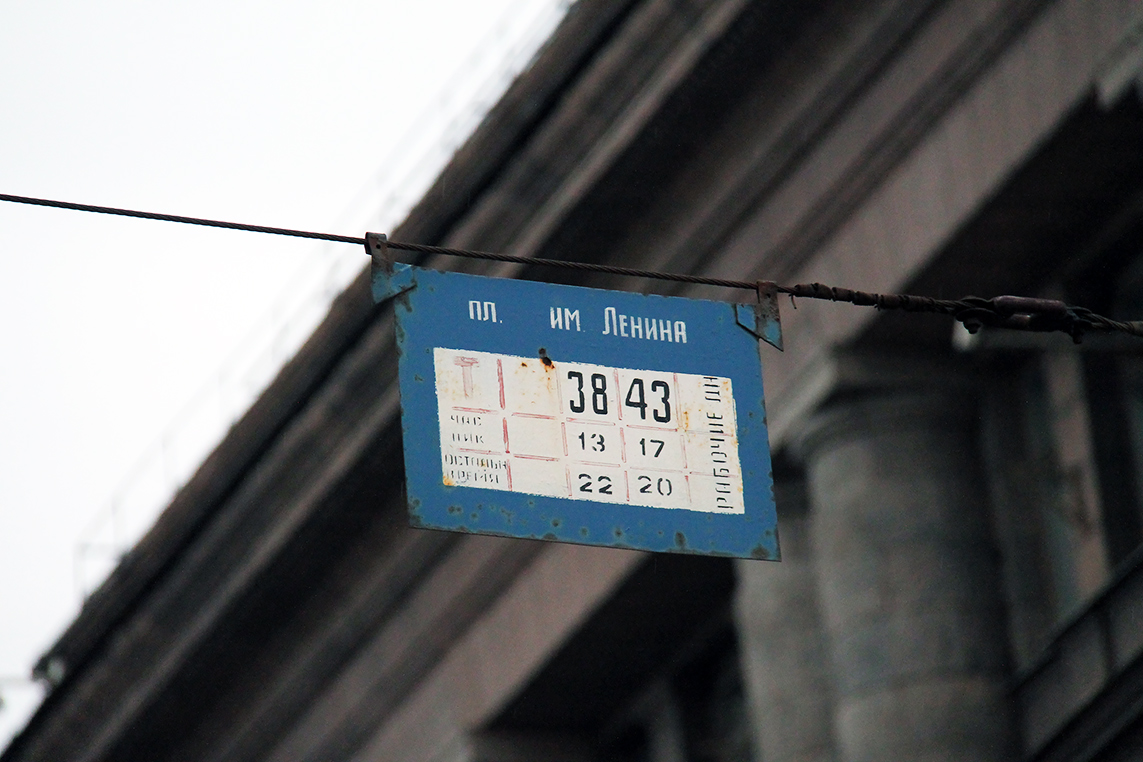 пл. им. Ленина
Т 38 43
ЧАС
ПИК 13 17
ОСТАЛЬН
ВРЕМЯ 22 20
РАБОЧИЕ ДН